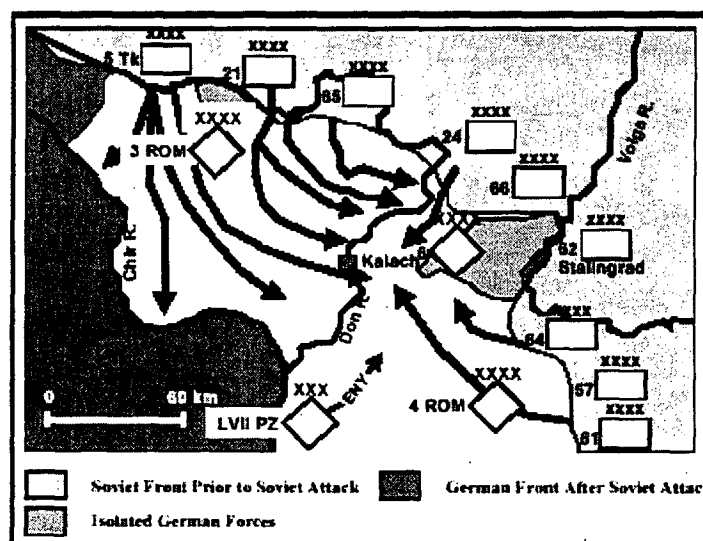 XXXX
5 Tk
XXXX
21
XXXX
65
XXXX
3 ROM
XXXX
24
XXXX
66
Volga R.
XXXX
6
XXXX
62
Stalingrad
Chir R.
Kalach
Don R.
XXXX
64
XXXX
57
XXXX
61
0 60 km
XXX
LVII PZ
ENY
XXXX
4 ROM
Soviet Front Prior to Soviet Attack
German Front After Soviet Attac
Isolated German Forces